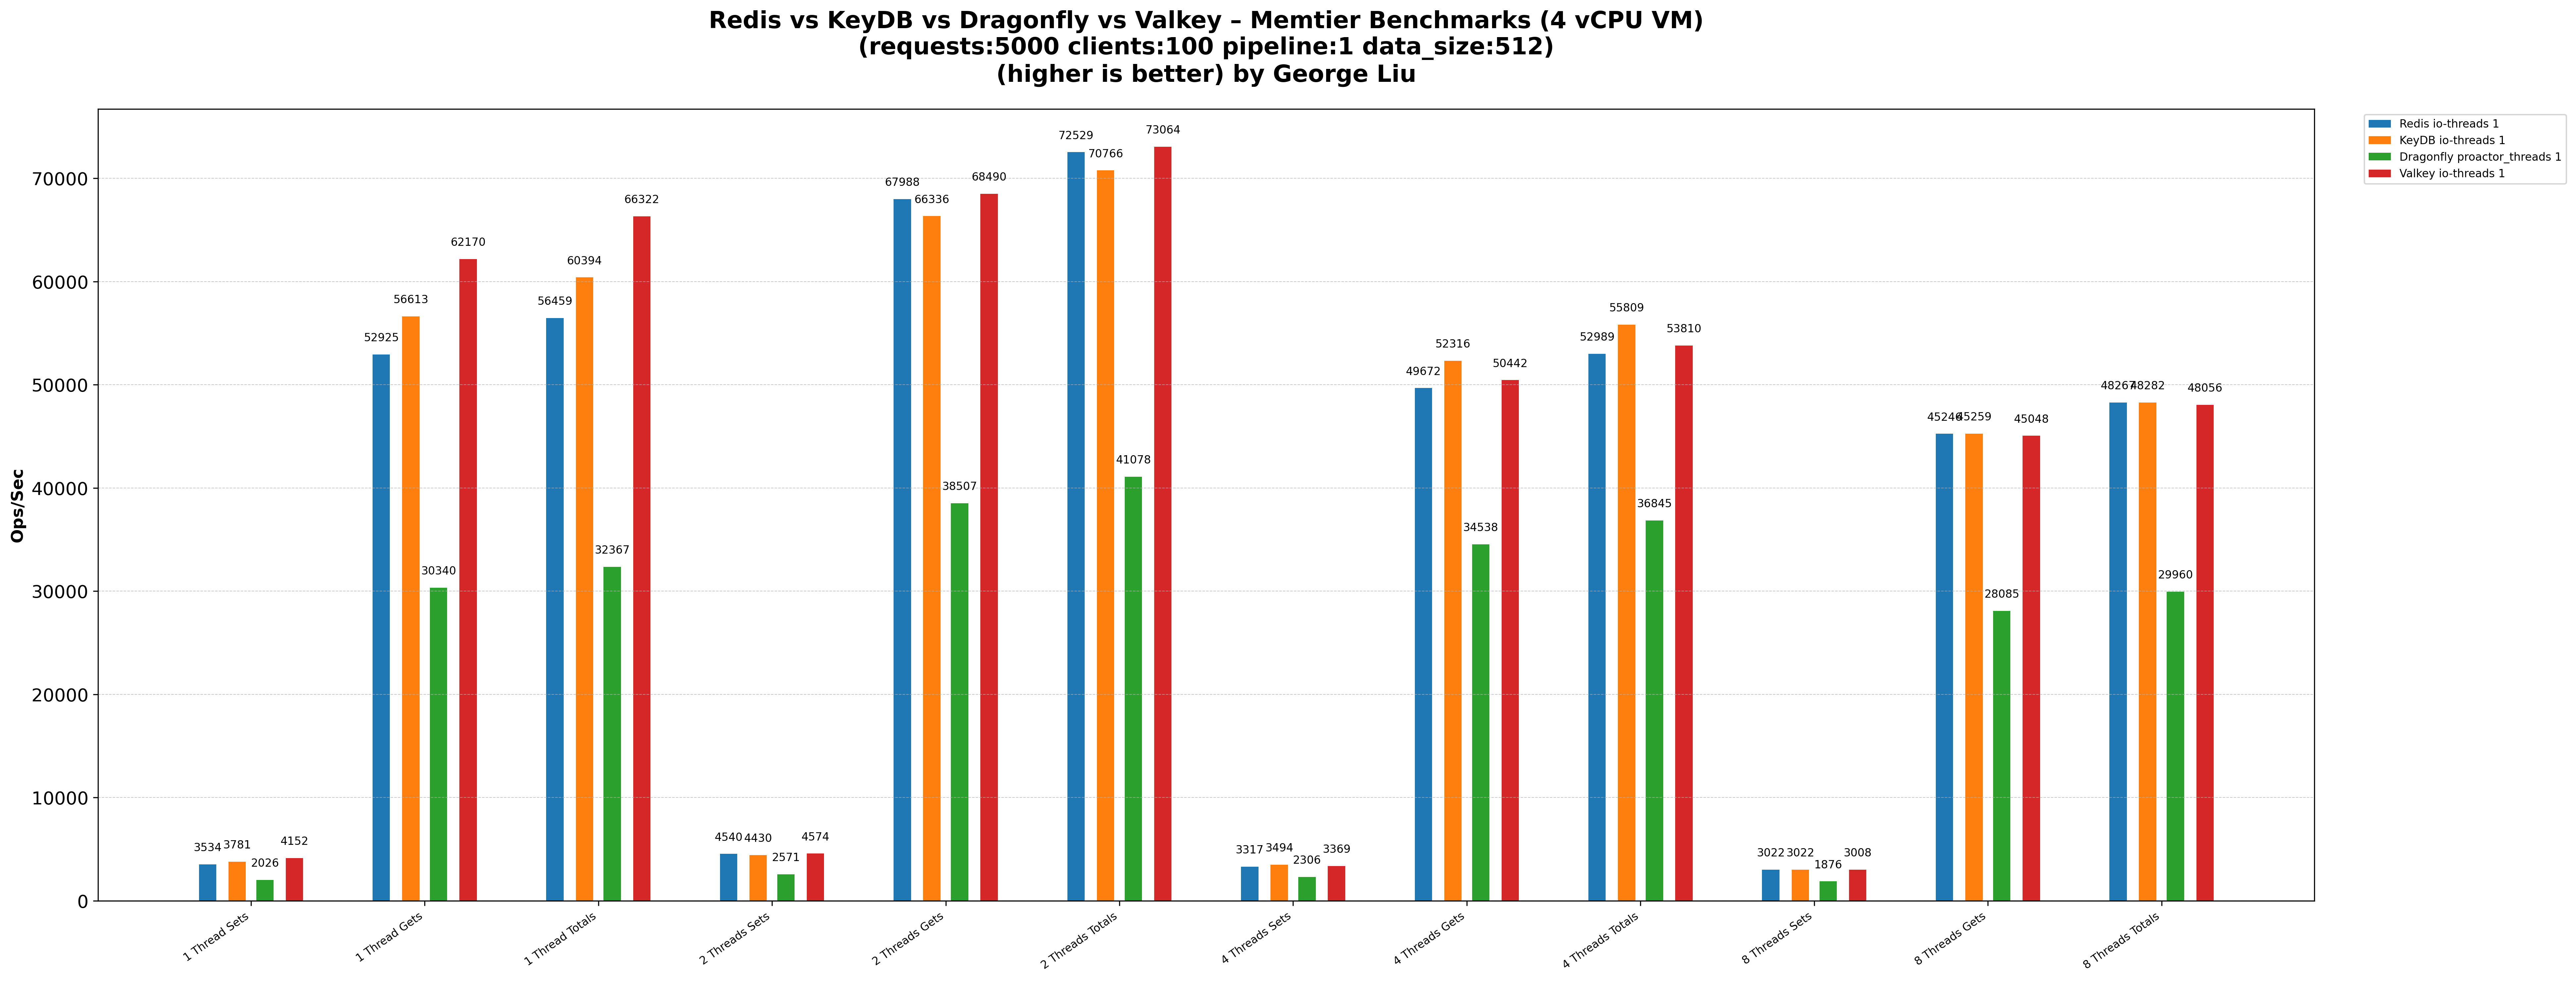 Redis vs KeyDB vs Dragonfly vs Valkey – Memtier Benchmarks (4 vCPU VM)
(requests:5000 clients:100 pipeline:1 data_size:512)
(higher is better) by George Liu
Redis io-threads 1
KeyDB io-threads 1
Dragonfly proactor_threads 1
Valkey io-threads 1
Ops/Sec
70000
60000
50000
40000
30000
20000
10000
0
3534
3781
2026
4152
52925
56613
30340
62170
56459
60394
32367
66322
4540
4430
2571
4574
67988
66336
38507
68490
72529
70766
41078
73064
3317
3494
2306
3369
49672
52316
34538
50442
52989
55809
36845
53810
3022
3022
1876
3008
45246
45259
28085
45048
48267
48282
29960
48056
1 Thread Sets
1 Thread Gets
1 Thread Totals
2 Threads Sets
2 Threads Gets
2 Threads Totals
4 Threads Sets
4 Threads Gets
4 Threads Totals
8 Threads Sets
8 Threads Gets
8 Threads Totals